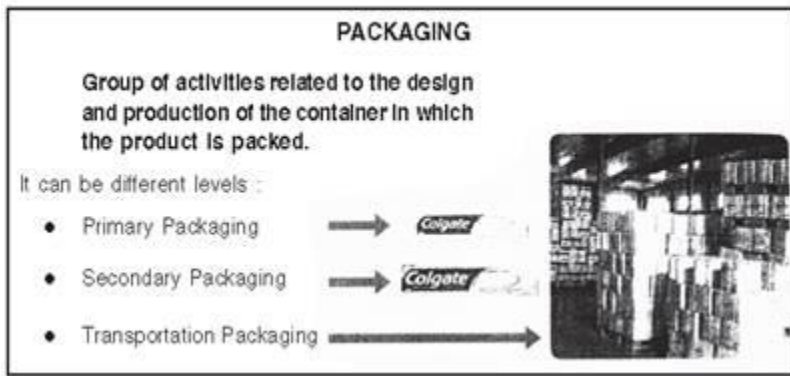 PACKAGING
Group of activities related to the design
and production of the container in which
the product is packed.
It can be different levels :
• Primary Packaging
Colgate
• Secondary Packaging
Colgate
• Transportation Packaging